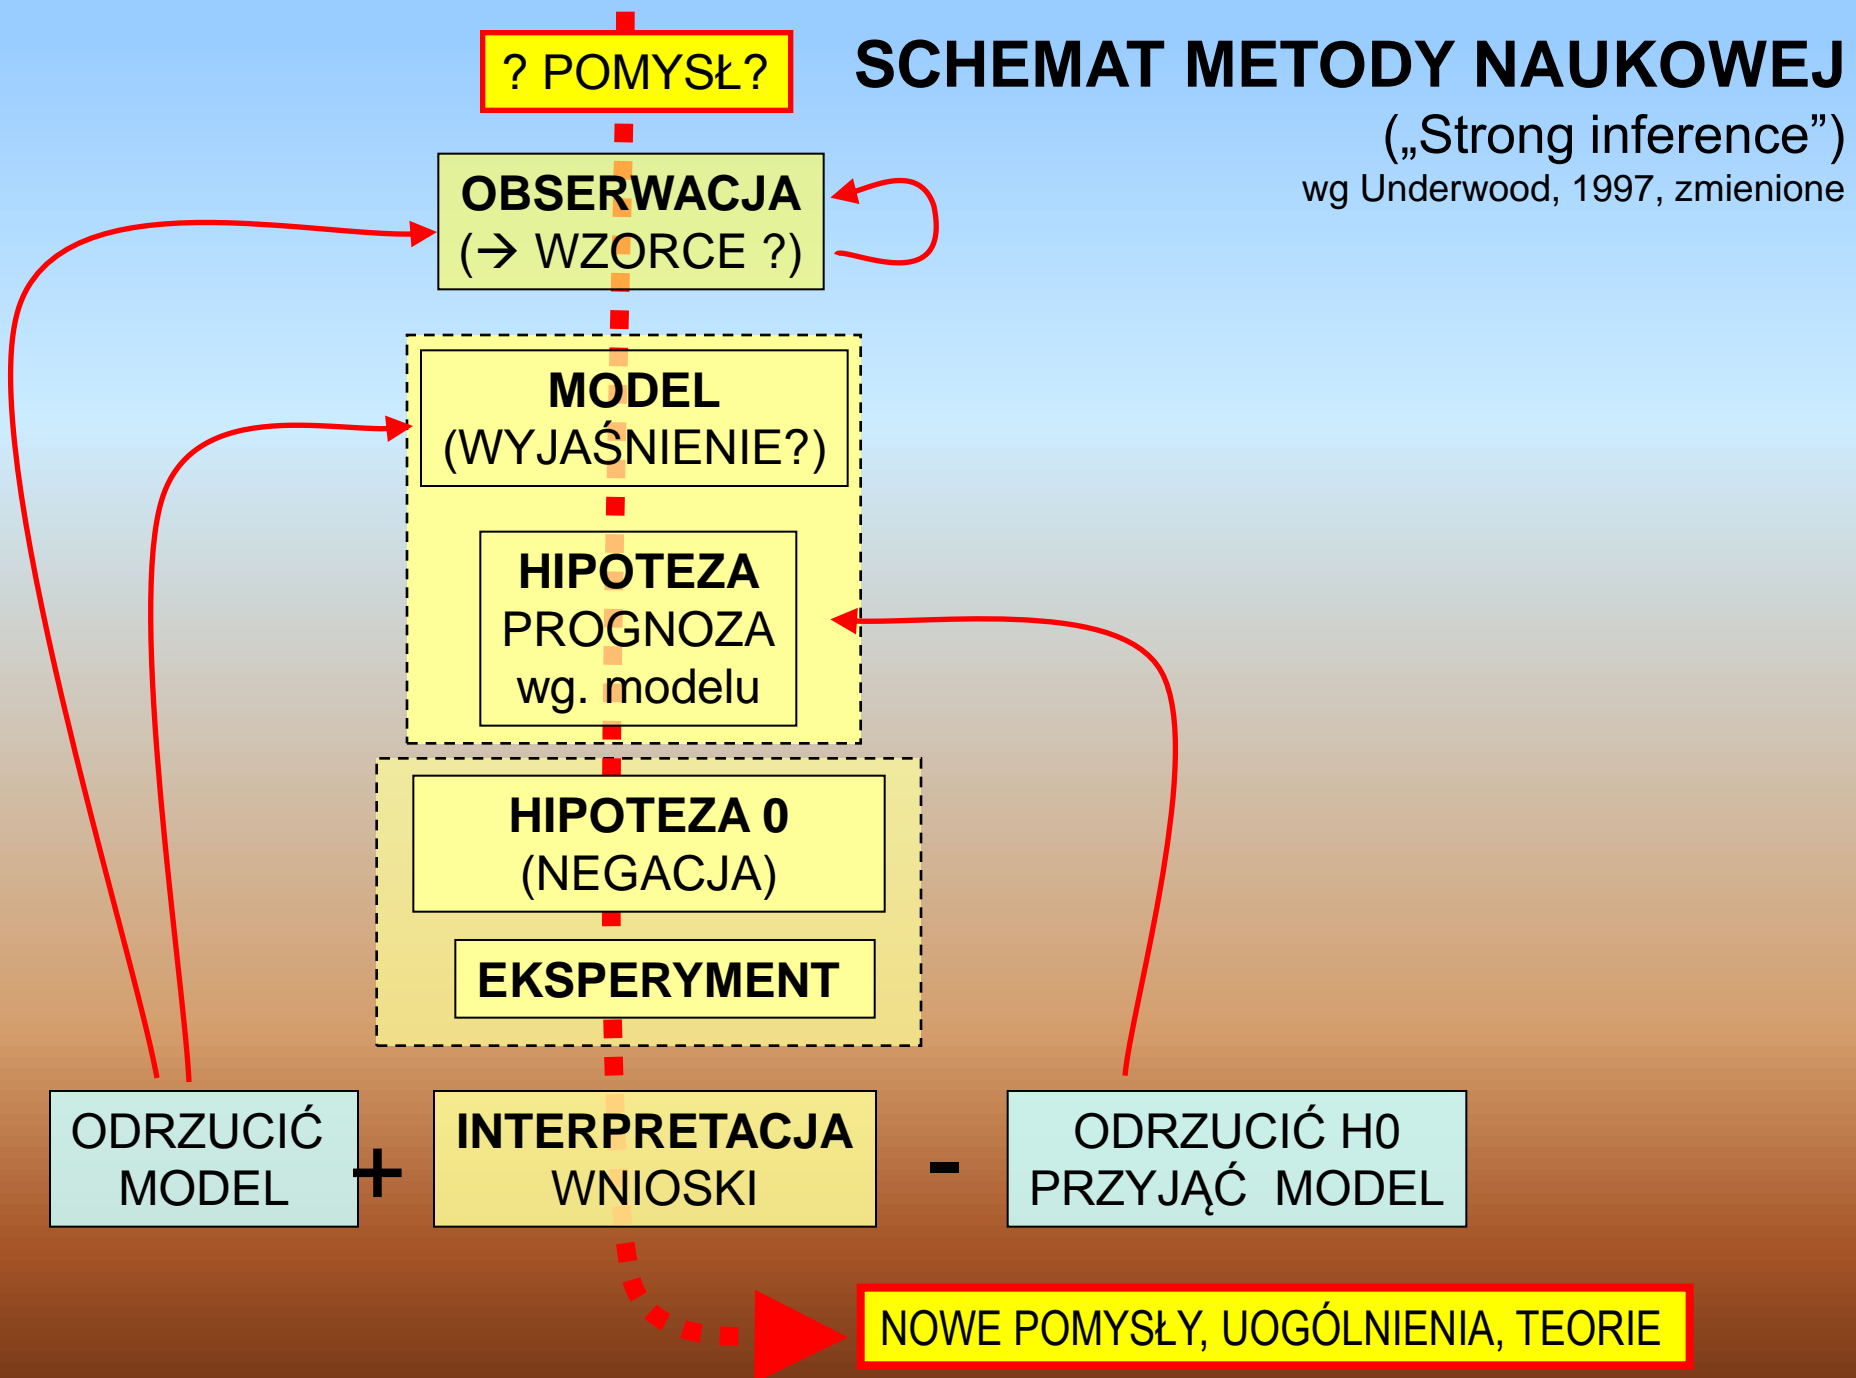 ? POMYSŁ?
SCHEMAT METODY NAUKOWEJ
(„Strong inference”)
wg Underwood, 1997, zmienione
OBSERWACJA
(→ WZORCE ?)
MODEL
(WYJAŚNIENIE?)
HIPOTEZA
PROGNOZA
wg. modelu
HIPOTEZA 0
(NEGACJA)
EKSPERYMENT
ODRZUCIĆ
MODEL
+
INTERPRETACJA
WNIOSKI
-
ODRZUCIĆ H0
PRZYJĄĆ  MODEL
NOWE POMYSŁY, UOGÓLNIENIA, TEORIE